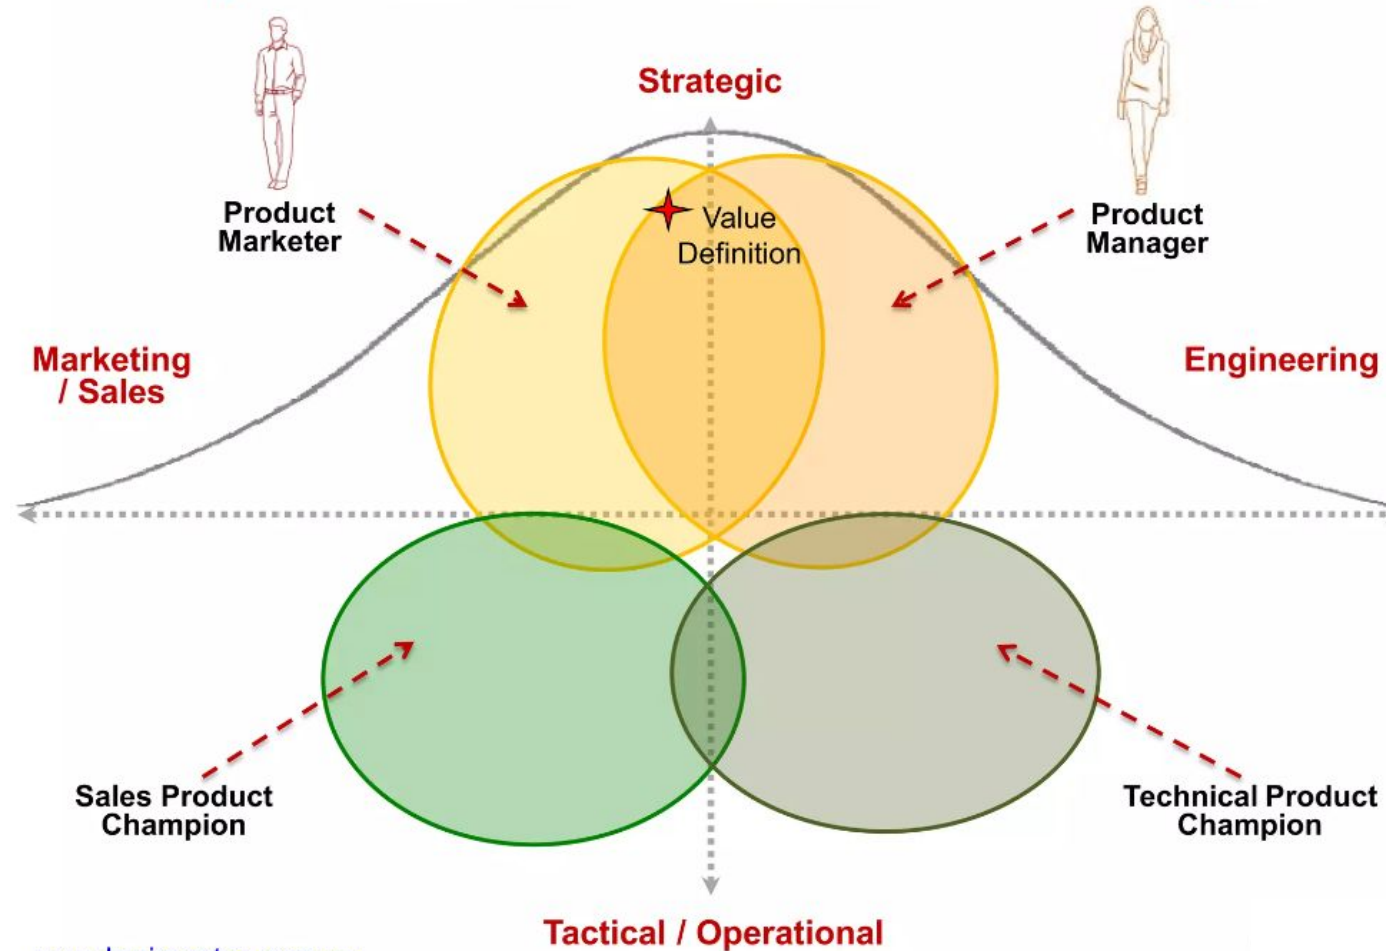 Strategic
Product
Marketer
Product
Manager
Value
Definition
Marketing
/ Sales
Engineering
Sales Product
Champion
Technical Product
Champion
Tactical / Operational